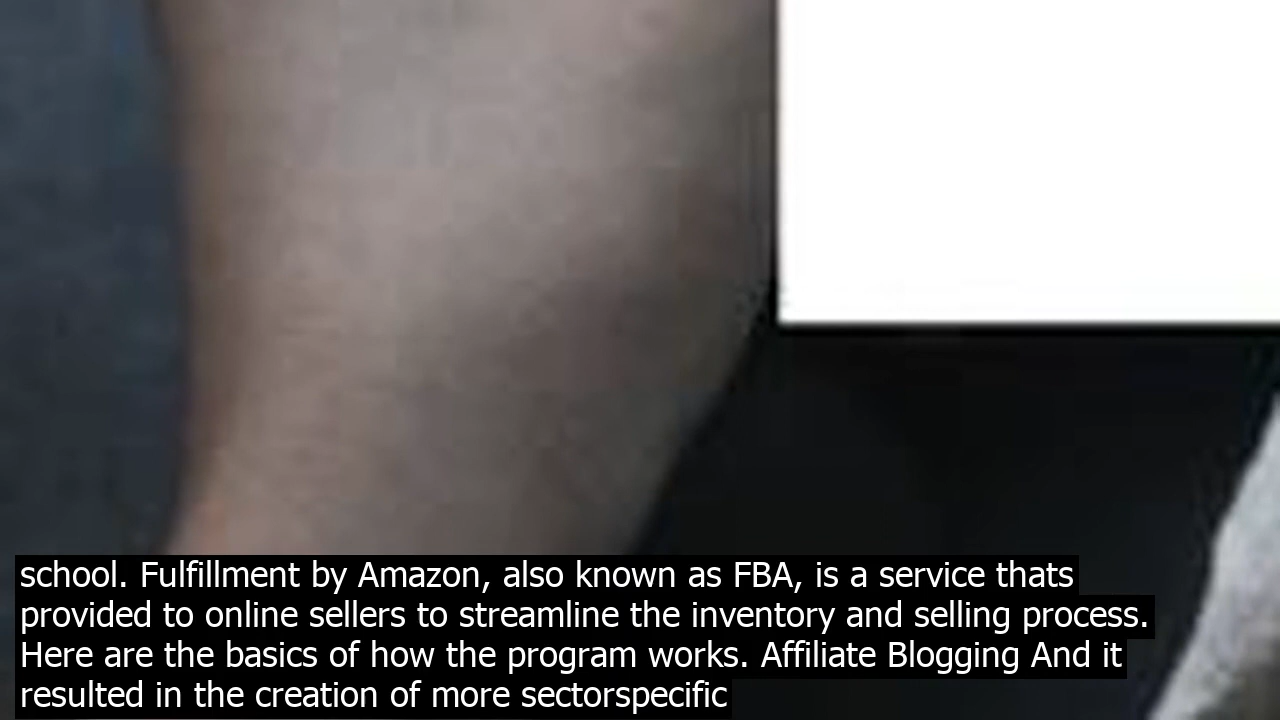 school. Fulfillment by Amazon, also known as FBA, is a service thats
provided to online sellers to streamline the inventory and selling process.
Here are the basics of how the program works. Affiliate Blogging And it
resulted in the creation of more sectorspecific